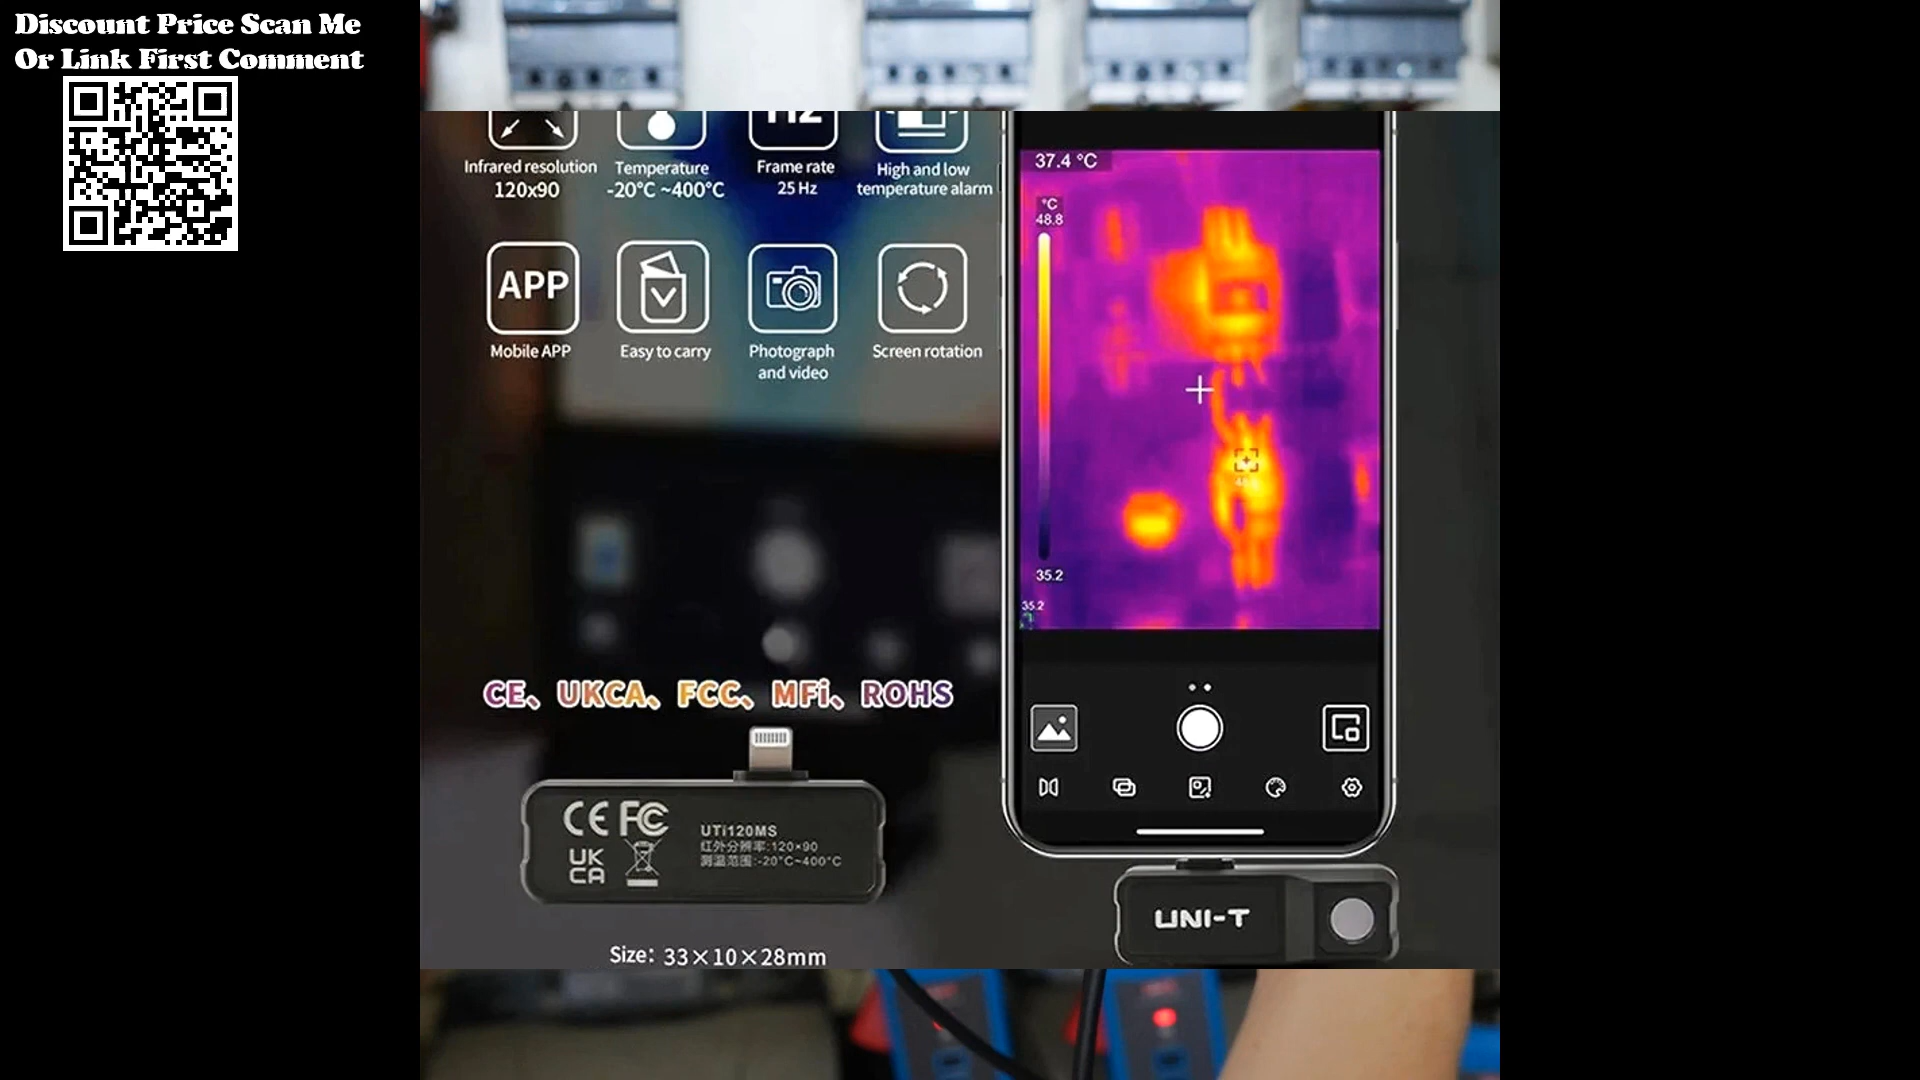 Discount Price Scan Me
Or Link First Comment
Infrared resolution
120x90
Temperature
-20°C ~400°C
Hz
Frame rate
25 Hz
High and low
temperature alarm
APP
Mobile APP
Easy to carry
Photograph
and video
Screen rotation
37.4 °C
°C
48.8
35.2
35.2
CE、UKCA、FCC、MFi、ROHS
CE FC
UK
CA
UTi120MS
红外分辨率:120×90
测温范围:-20°C~400°C
UNI-T
Size: 33×10×28mm